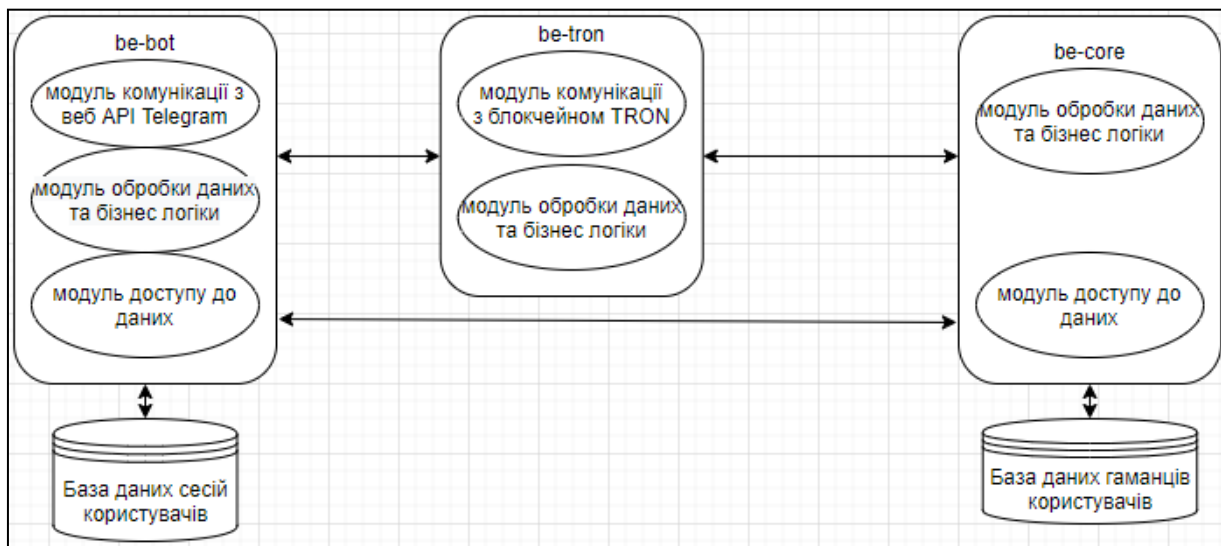 be-bot
модуль комунікації з
веб API Telegram
модуль обробки даних
та бізнес логіки
модуль доступу до
даних
База даних сесій
користувачів
be-tron
модуль комунікації
з блокчейном TRON
модуль обробки даних
та бізнес логіки
be-core
модуль обробки даних
та бізнес логіки
модуль доступу до
даних
База даних гаманців
користувачів